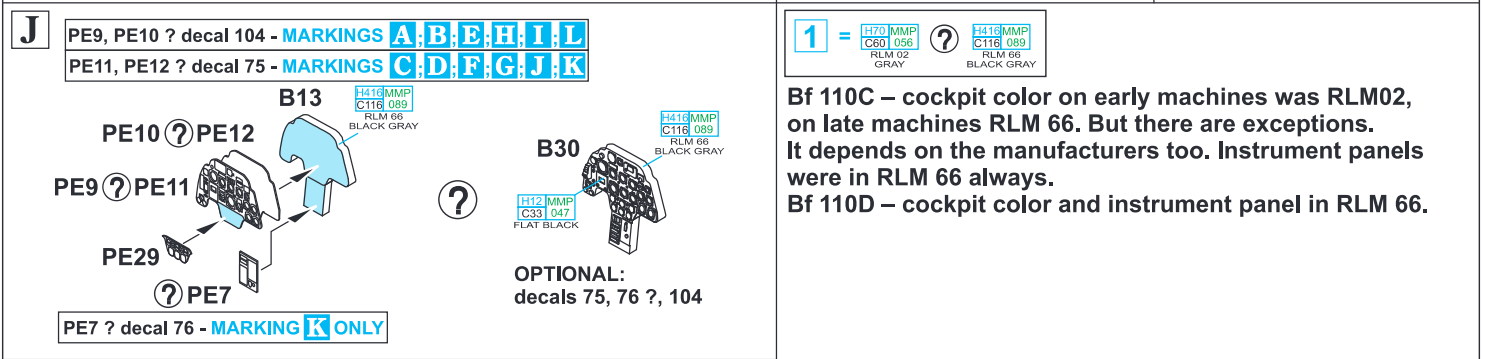 J
PE9, PE10 ? decal 104 - MARKINGS A;B;E;H;I;L
PE11, PE12 ? decal 75 - MARKINGS C;D;F;G;J;K
B13
H416 MMP
C116 089
RLM 66
BLACK GRAY
PE10 ? PE12
PE9 ? PE11
PE29
? PE7
PE7 ? decal 76 - MARKING K ONLY
?
B30
H416 MMP
C116 089
RLM 66
BLACK GRAY
H12 MMP
C33 047
FLAT BLACK
OPTIONAL:
decals 75, 76 ?, 104
1 = H70 MMP ? H416 MMP
C60 056 C116 089
RLM 02 RLM 66
GRAY BLACK GRAY
Bf 110C – cockpit color on early machines was RLM02,
on late machines RLM 66. But there are exceptions.
It depends on the manufacturers too. Instrument panels
were in RLM 66 always.
Bf 110D – cockpit color and instrument panel in RLM 66.